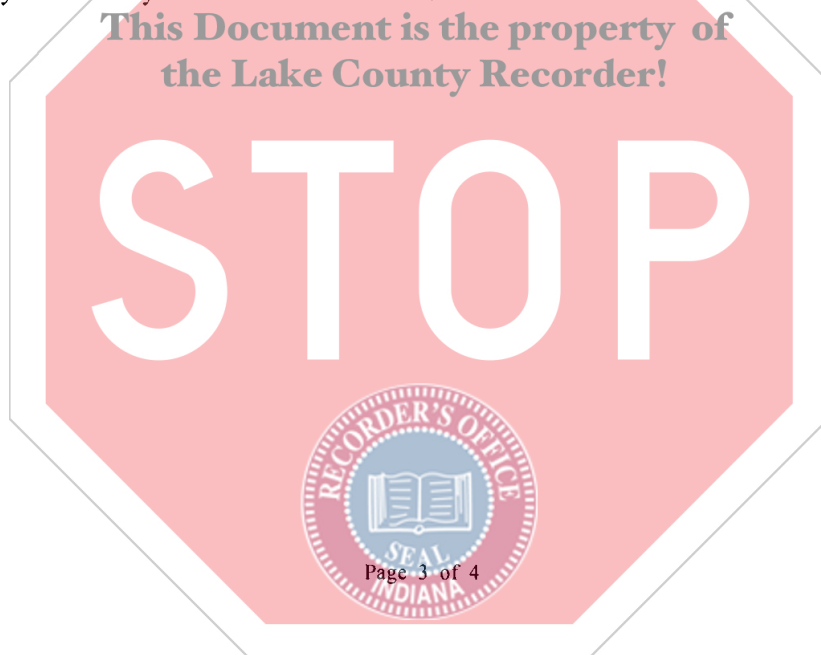 This Document is the property of
the Lake County Recorder!
STOP
RECORDER'S OFFICE
SEAL
Page 3 of 4
INDIANA